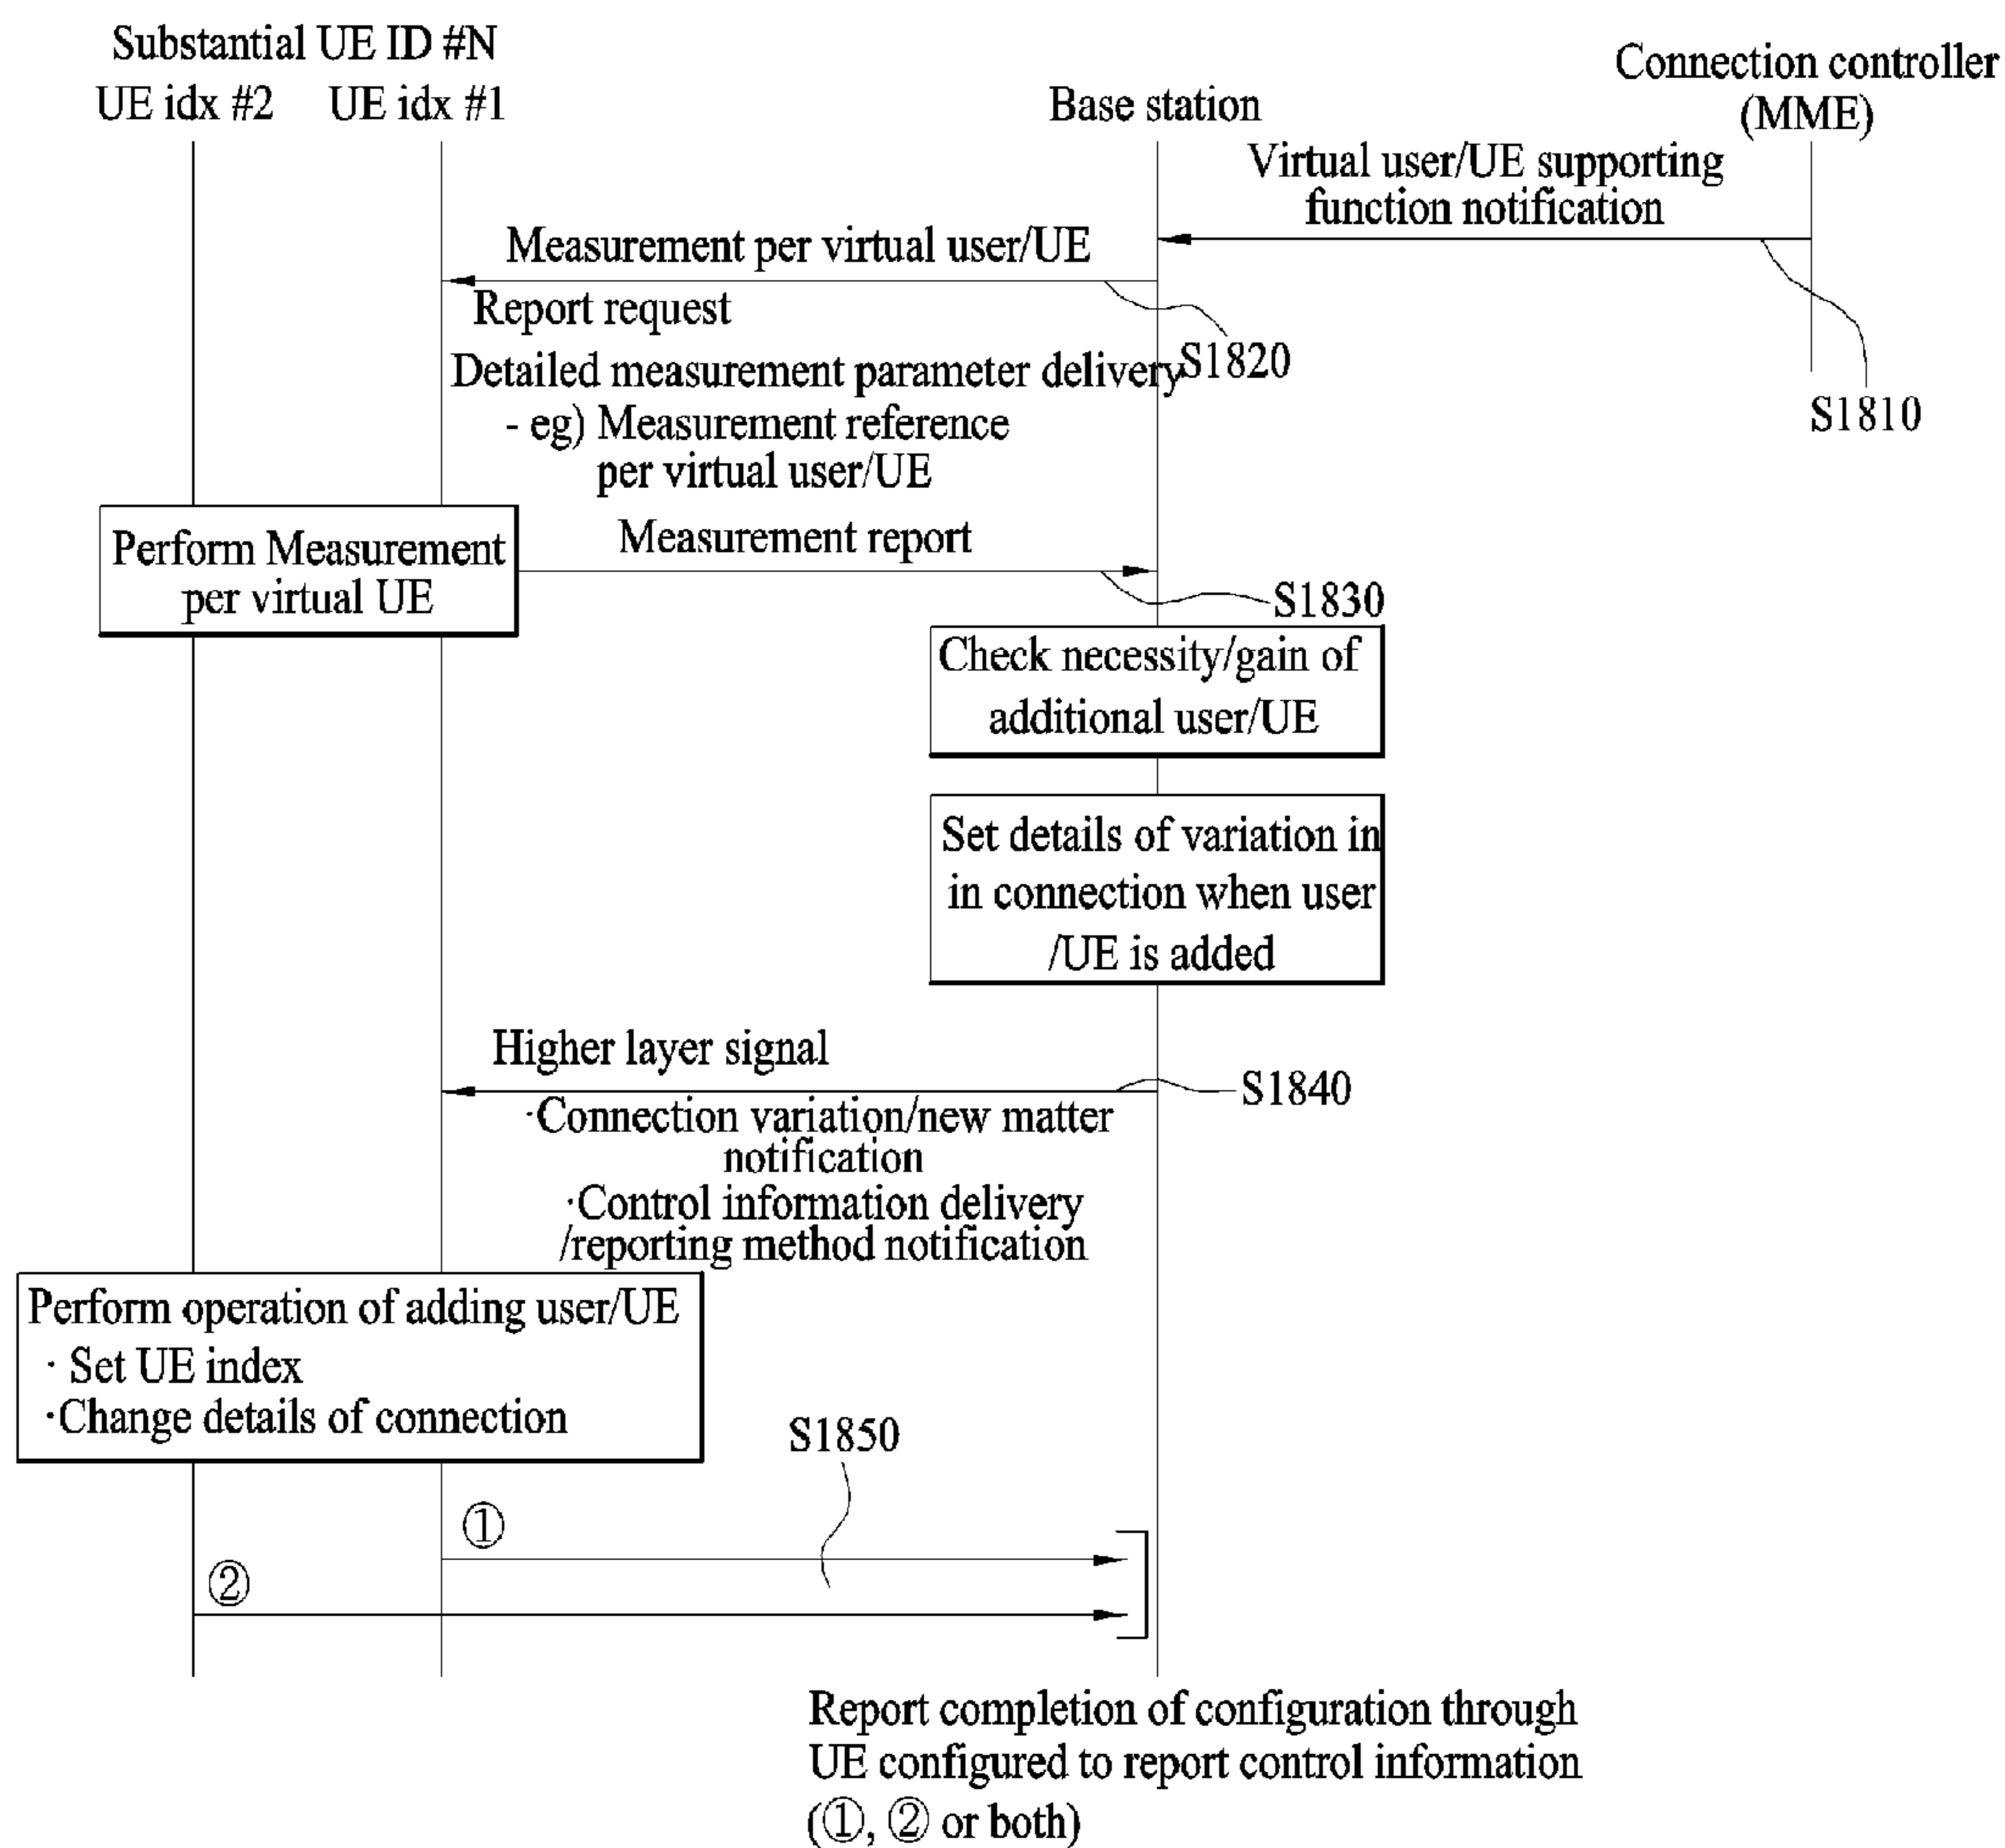 Substantial UE ID #N
UE idx #2
UE idx #1
Base station
Connection controller
(MME)
Virtual user/UE supporting
function notification
Measurement per virtual user/UE
Report request
S1820
Detailed measurement parameter delivery
S1810
- eg) Measurement reference
per virtual user/UE
Perform Measurement
per virtual UE
Measurement report
S1830
Check necessity/gain of
additional user/UE
Set details of variation in
in connection when user
/UE is added
Higher layer signal
S1840
·Connection variation/new matter
notification
·Control information delivery
/reporting method notification
Perform operation of adding user/UE
· Set UE index
·Change details of connection
S1850
①
②
Report completion of configuration through
UE configured to report control information
(①, ② or both)